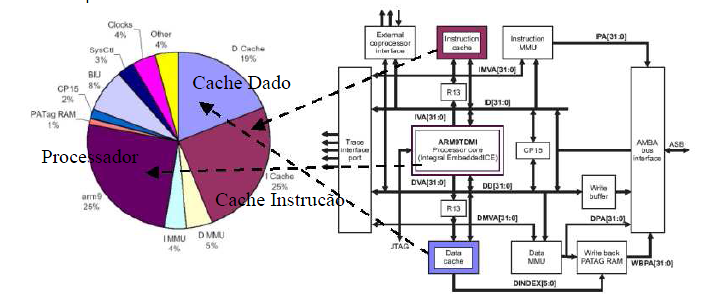 Clocks
4%
Other
4%
D Cache
19%
SysCtl
3%
BIU
8%
CP15
2%
PATag RAM
1%
arm9
25%
I MMU
4%
D MMU
5%
I Cache
25%
Cache Dado
Processador
Cache Instrucão
External
coprocessor
interface
Instruction
cache
Instruction
MMU
IPA[31:0]
IMVA[31:0]
R13
IVA[31:0]
ID[31:0]
Trace
interface
port
ARM9TDMI
Processor core
(Integral EmbeddedICE)
CP15
AMBA
bus
interface
ASB
DVA[31:0]
DD[31:0]
Write
buffer
R13
DMVA[31:0]
DPA[31:0]
JTAG
Data
cache
Data
MMU
Write back
PATAG RAM
WBPA[31:0]
DINDEX[5:0]